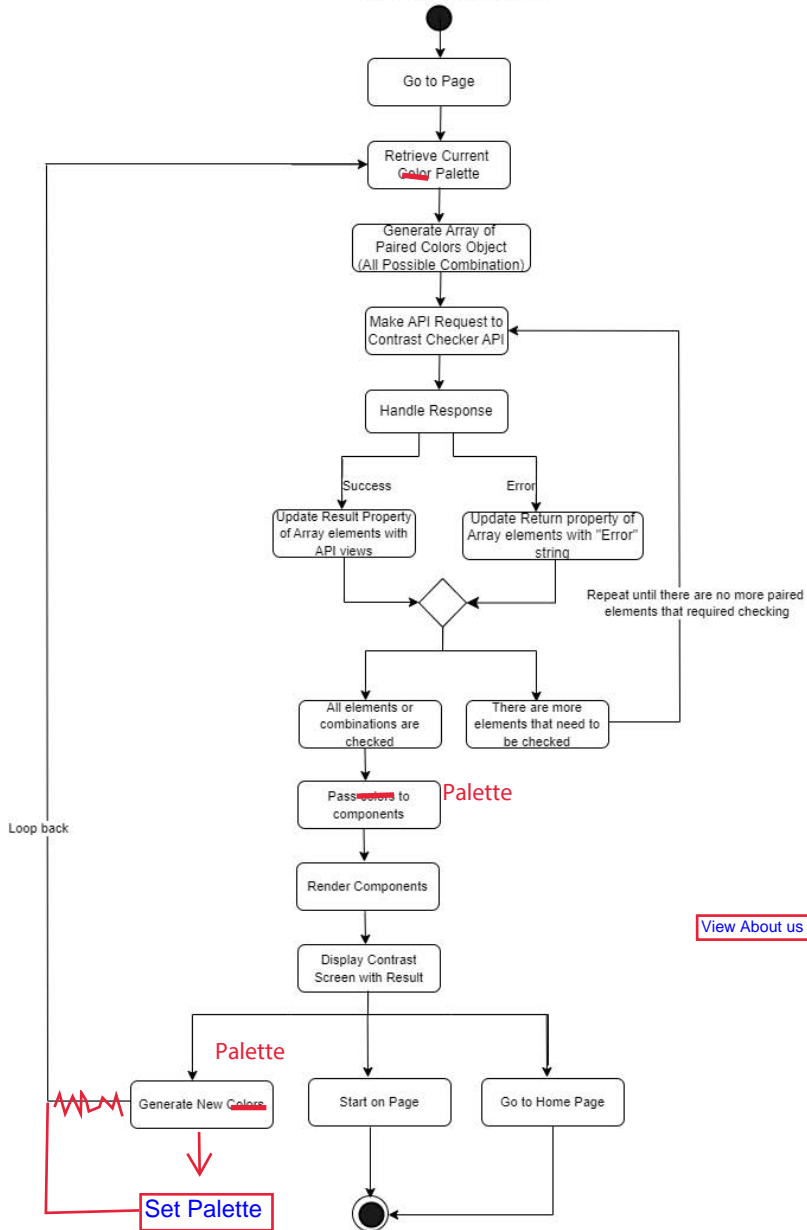 Go to Page
Retrieve Current
Color Palette
Generate Array of
Paired Colors Object
(All Possible Combination)
Make API Request to
Contrast Checker API
Handle Response
Success
Error
Update Result Property
of Array elements with
API views
Update Return property of
Array elements with "Error"
string
Repeat until there are no more paired
elements that required checking
All elements or
combinations are
checked
There are more
elements that need to
be checked
Pass colors to
components
Palette
Loop back
Render Components
View About us
Display Contrast
Screen with Result
Palette
Generate New Colors
Start on Page
Go to Home Page
Set Palette